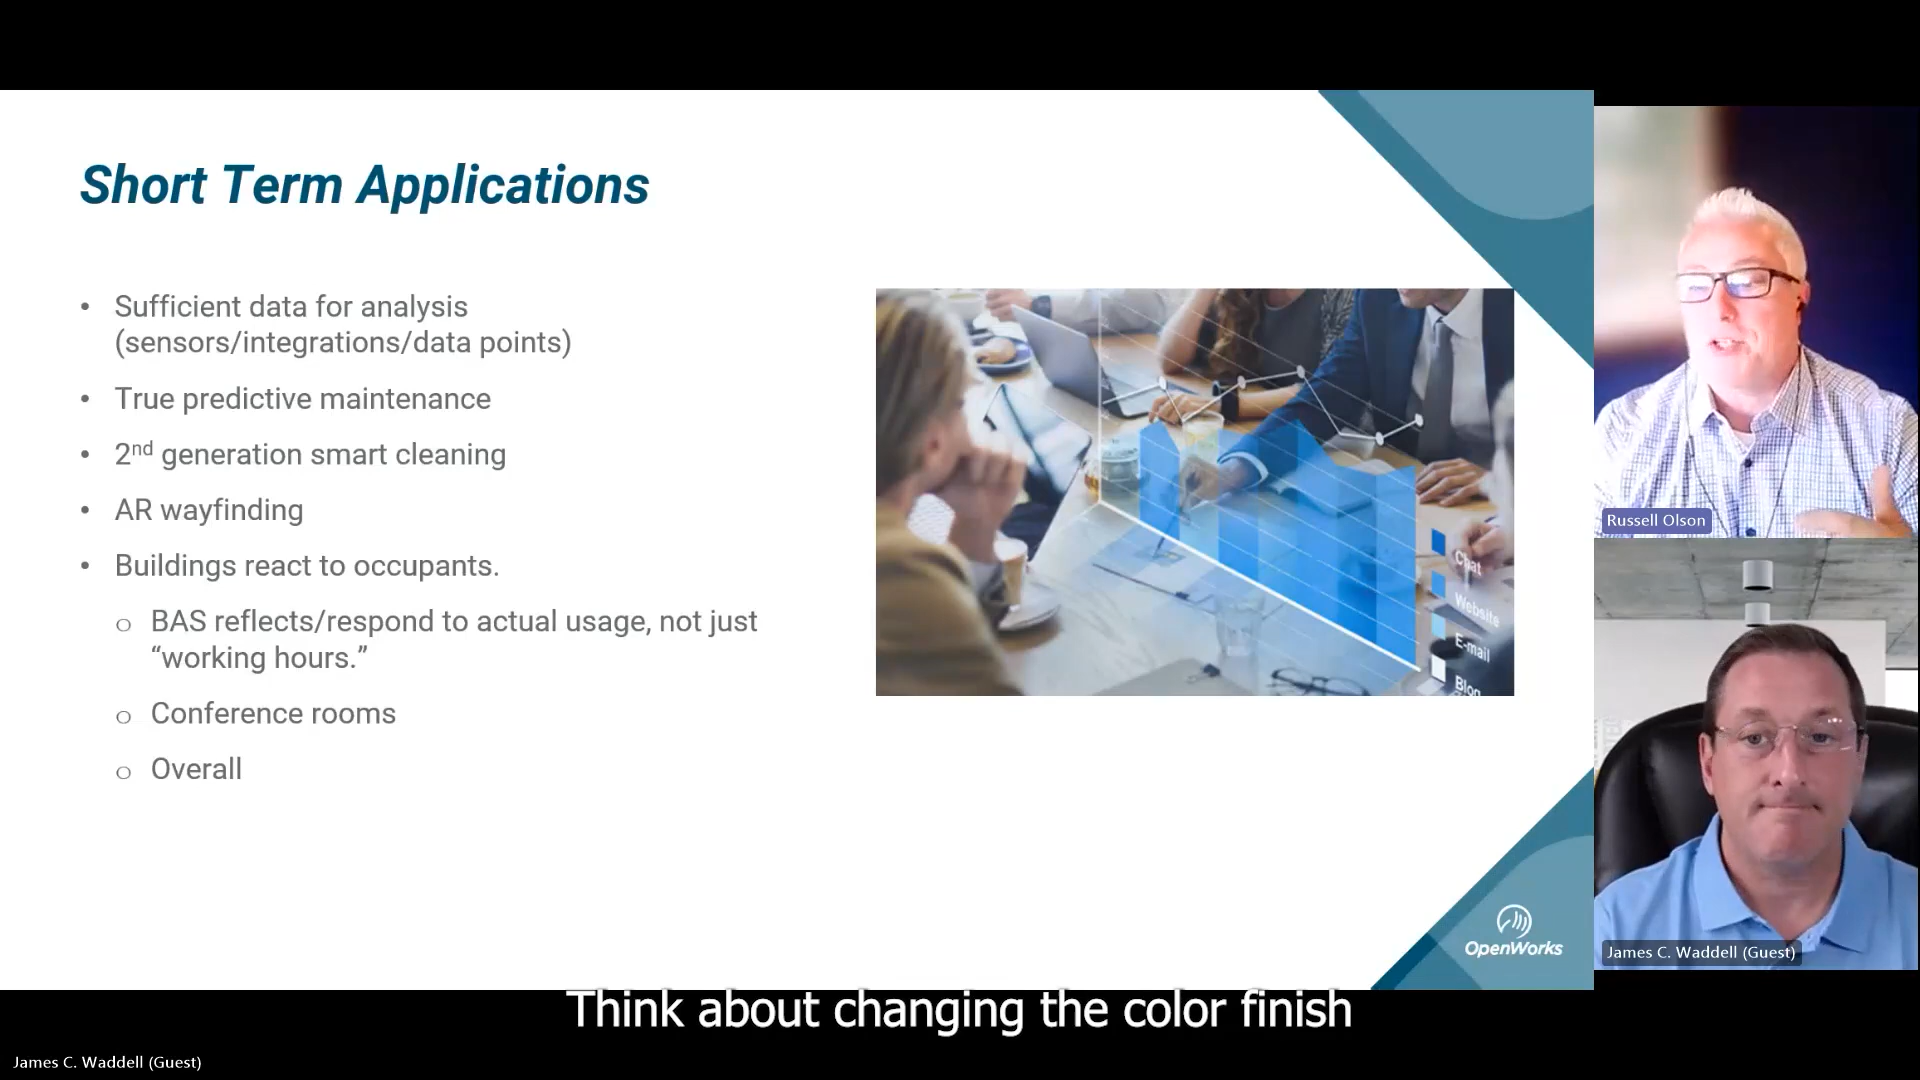 Short Term Applications
• Sufficient data for analysis
(sensors/integrations/data points)
• True predictive maintenance
• 2nd generation smart cleaning
• AR wayfinding
• Buildings react to occupants.
o BAS reflects/respond to actual usage, not just
“working hours.”
o Conference rooms
o Overall
Chat
Website
E-mail
Blog
OpenWorks
Russell Olson
James C. Waddell (Guest)
Think about changing the color finish
James C. Waddell (Guest)